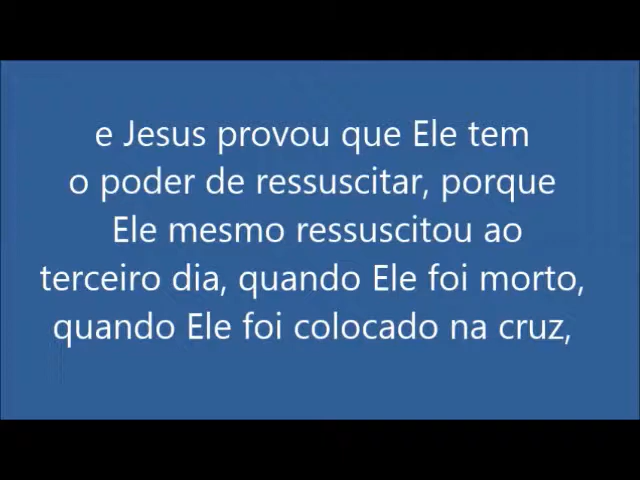 e Jesus provou que Ele tem
o poder de ressuscitar, porque
Ele mesmo ressuscitou ao
terceiro dia, quando Ele foi morto,
quando Ele foi colocado na cruz,